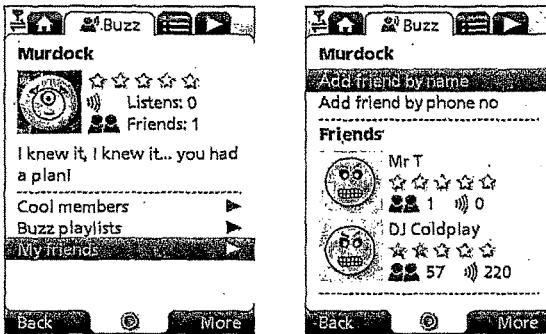 Buzz
Murdock
Listens: 0
Friends: 1
I knew it, I knew it... you had
a plan!
Cool members
Buzz playlists
My friends
Back
More
Buzz
Murdock
Add friend by name
Add friend by phone no
Friends
Mr T
1 0
DJ Coldplay
57 220
Back
More